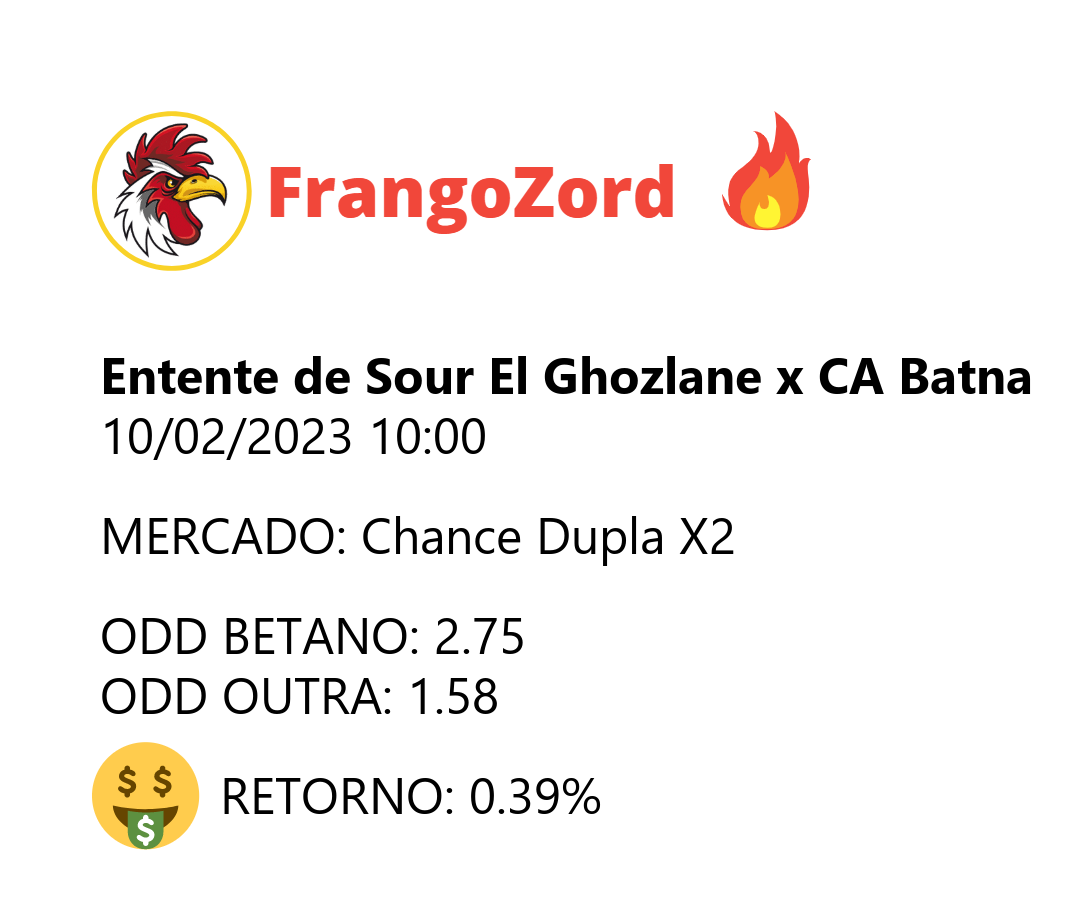 FrangoZord
Entente de Sour El Ghozlane x CA Batna
10/02/2023 10:00
MERCADO: Chance Dupla X2
ODD BETANO: 2.75
ODD OUTRA: 1.58
RETORNO: 0.39%